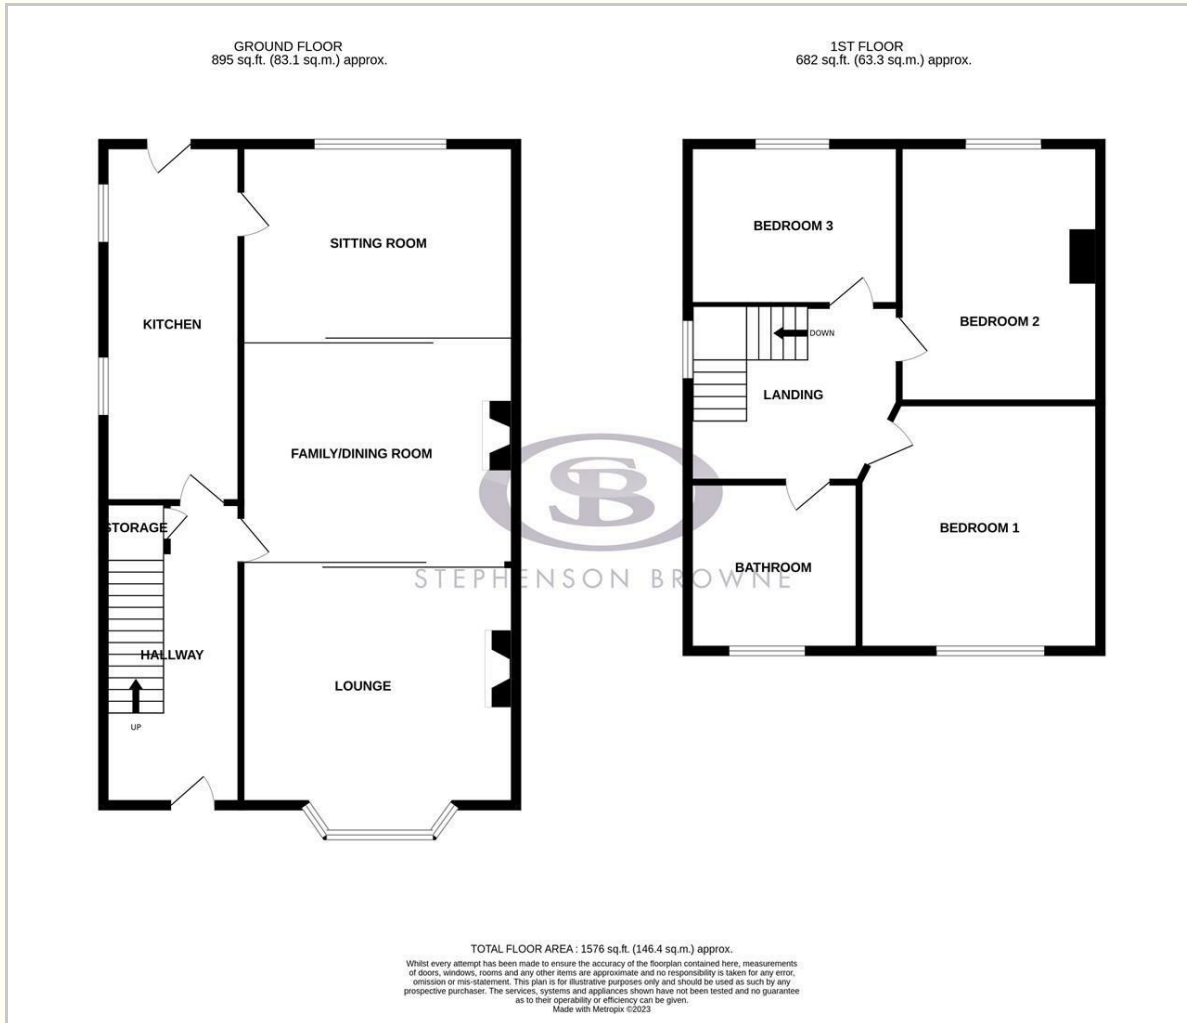 GROUND FLOOR
895 sq.ft. (83.1 sq.m.) approx.
1ST FLOOR
682 sq.ft. (63.3 sq.m.) approx.
SITTING ROOM
KITCHEN
FAMILY/DINING ROOM
STORAGE
HALLWAY
LOUNGE
UP
BEDROOM 3
BEDROOM 2
DOWN
LANDING
BEDROOM 1
BATHROOM
SB
STEPHENSON BROWNE
TOTAL FLOOR AREA : 1576 sq.ft. (146.4 sq.m.) approx.
Whilst every attempt has been made to ensure the accuracy of the floorplan contained here, measurements
of doors, windows, rooms and any other items are approximate and no responsibility is taken for any error,
omission or mis-statement. This plan is for illustrative purposes only and should be used as such by any
prospective purchaser. The services, systems and appliances shown have not been tested and no guarantee
as to their operability or efficiency can be given.
Made with Metropix ©2023